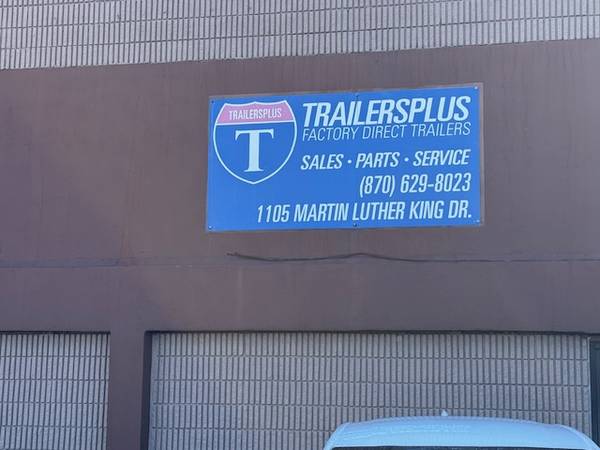 TRAILERSPLUS
T
TRAILERSPLUS
FACTORY DIRECT TRAILERS
SALES · PARTS · SERVICE
(870) 629-8023
1105 MARTIN LUTHER KING DR.